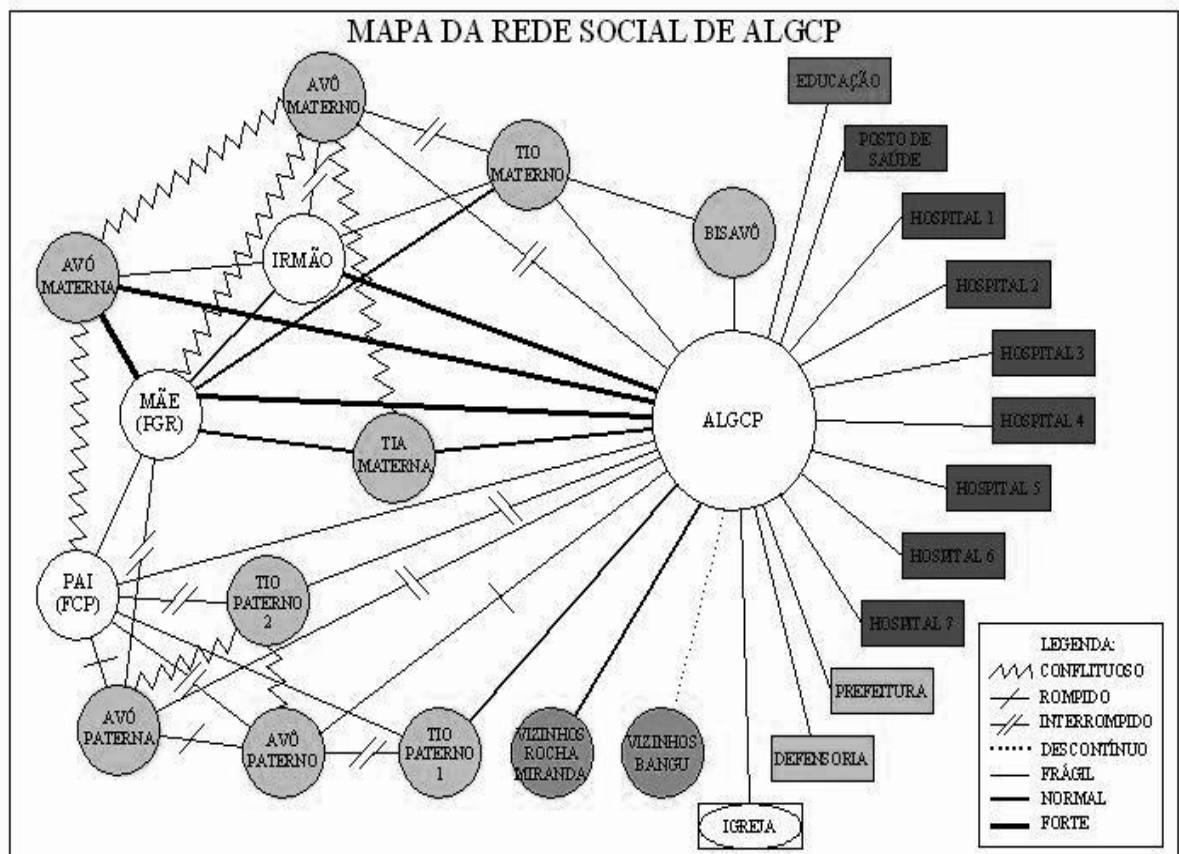 MAPA DA REDE SOCIAL DE ALGCP
AVÔ
MATERNO
EDUCAÇÃO
TIO
MATERNO
POSTO DE
SAÚDE
BISAVÔ
HOSPITAL 1
IRMÃO
AVÓ
MATERNA
HOSPITAL 2
HOSPITAL 3
MÃE
(FGR)
ALGCP
HOSPITAL 4
TIA
MATERNA
HOSPITAL 5
HOSPITAL 6
PAI
(FCP)
TIO
PATERNO
2
HOSPITAL 7
PREFEITURA
AVÓ
PATERNA
AVÔ
PATERNO
TIO
PATERNO
1
VIZINHOS
ROCHA
MIRANDA
VIZINHOS
BANGU
DEFENSORIA
IGREJA
LEGENDA:
CONFLITUOSO
ROMPIDO
INTERROMPIDO
DESCONTÍNUO
FRÁGIL
NORMAL
FORTE